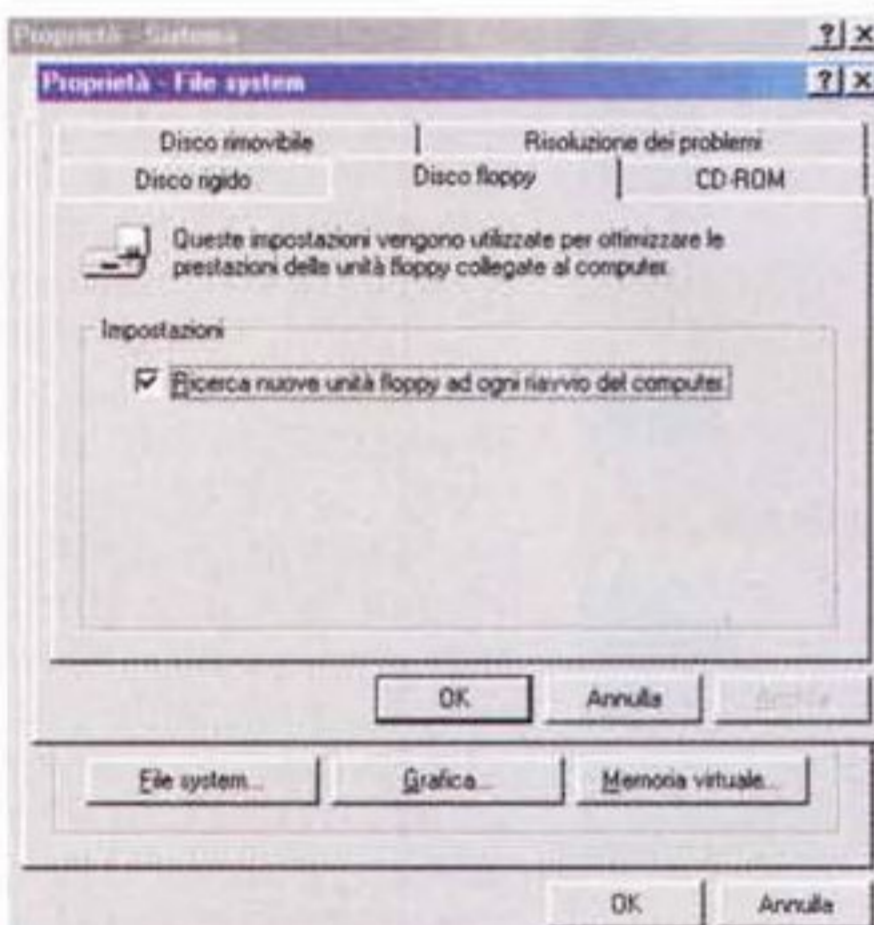 Proprietà - Sistema
Proprietà - File system
Disco rimovibile
Risoluzione dei problemi
Disco rigido
Disco floppy
CD-ROM
Queste impostazioni vengono utilizzate per ottimizzare le
prestazioni delle unità floppy collegate al computer.
Impostazioni
Ricerca nuove unità floppy ad ogni riavvio del computer.
OK
Annulla
File system...
Grafica...
Memoria virtuale...
OK
Annulla